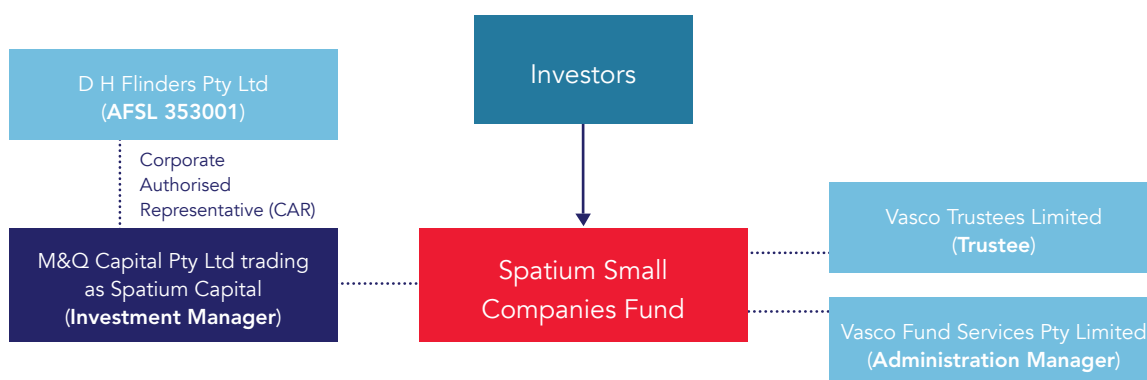 Investors
D H Flinders Pty Ltd
(AFSL 353001)
Corporate
Authorised
Representative (CAR)
M&Q Capital Pty Ltd trading
as Spatium Capital
(Investment Manager)
Spatium Small
Companies Fund
Vasco Trustees Limited
(Trustee)
Vasco Fund Services Pty Limited
(Administration Manager)